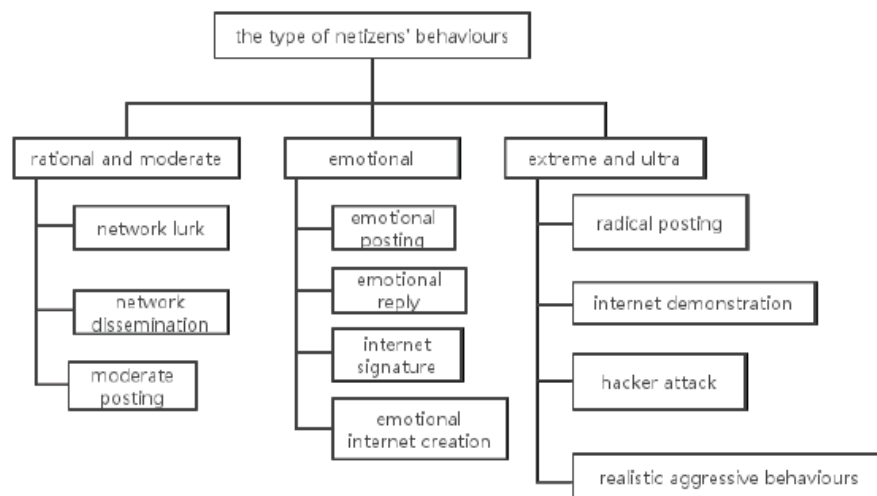 the type of netizens' behaviours
rational and moderate
network lurk
network
dissemination
moderate
posting
emotional
emotional
posting
emotional
reply
internet
signature
emotional
internet creation
extreme and ultra
radical posting
internet demonstration
hacker attack
realistic aggressive behaviours